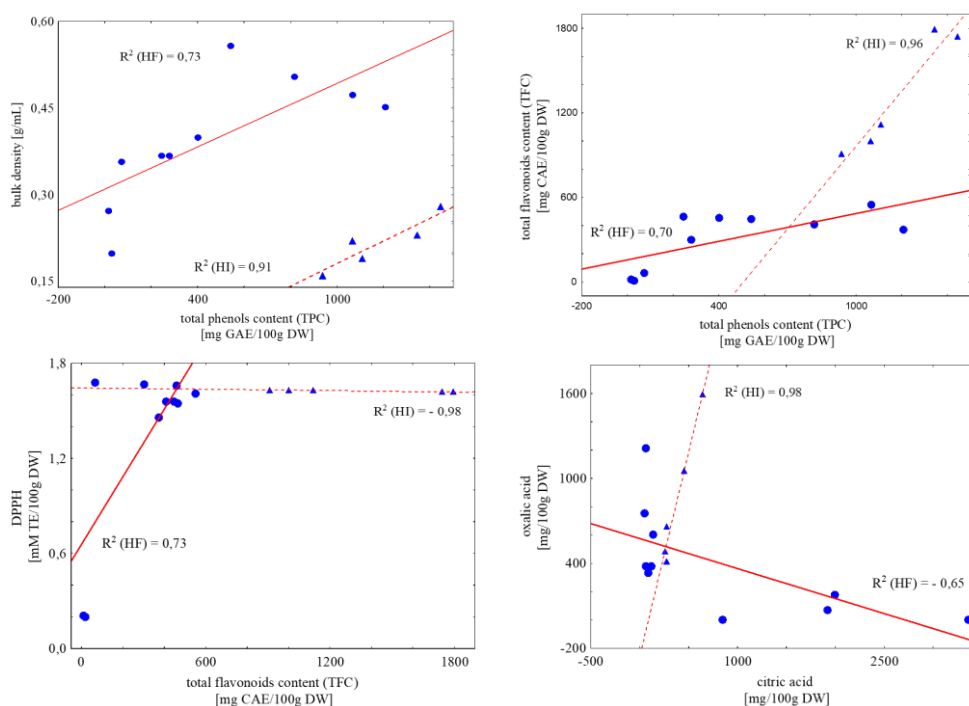 0,60
0,45
0,30
0,15
bulk density [g/mL]
R² (HF) = 0,73
R² (HI) = 0,91
-200
400
1000
total phenols content (TPC)
[mg GAE/100g DW]
1800
1200
600
0
total flavonoids content (TFC)
[mg CAE/100g DW]
R² (HI) = 0,96
R² (HF) = 0,70
-200
400
1000
total phenols content (TPC)
[mg GAE/100g DW]
1,8
1,2
0,6
0,0
DPPH
[mM TE/100g DW]
R² (HI) = - 0,98
R² (HF) = 0,73
0
600
1200
1800
total flavonoids content (TFC)
[mg CAE/100g DW]
1600
1000
400
-200
oxalic acid
[mg/100g DW]
R² (HI) = 0,98
R² (HF) = - 0,65
-500
1000
2500
citric acid
[mg/100g DW]